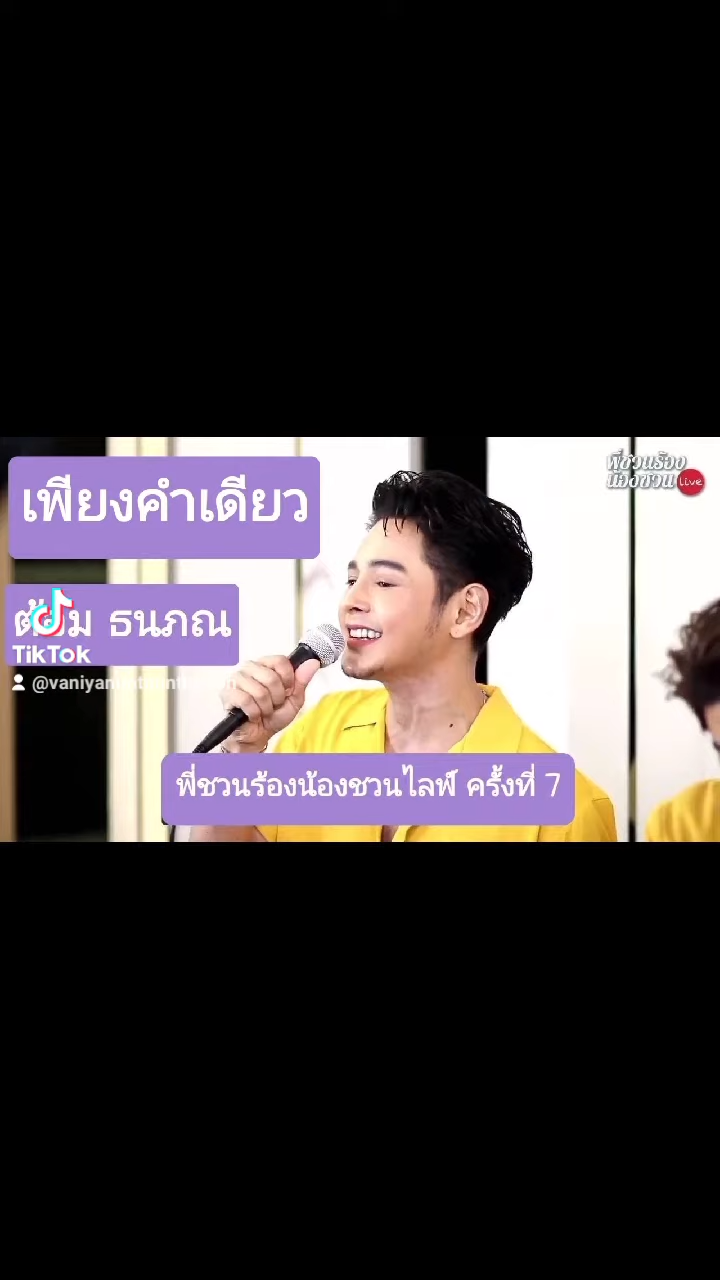 เพียงคำเดียว
พี่ชวนร้อง
น้องชวน Live
ธนภณ
TikTok
พี่ชวนร้องน้องชวนไลฟ์ ครั้งที่ 7